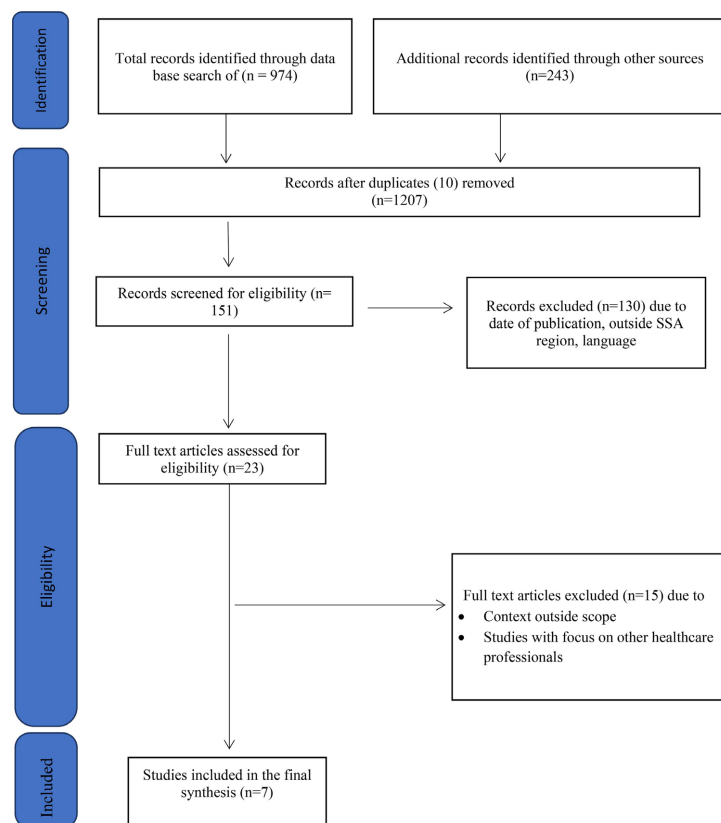 Identification
Total records identified through data
base search of (n = 974)
Additional records identified through other sources
(n=243)
Screening
Records after duplicates (10) removed
(n=1207)
Records screened for eligibility (n=
151)
Records excluded (n=130) due to
date of publication, outside SSA
region, language
Eligibility
Full text articles assessed for
eligibility (n=23)
Full text articles excluded (n=15) due to
• Context outside scope
• Studies with focus on other healthcare
professionals
Included
Studies included in the final
synthesis (n=7)